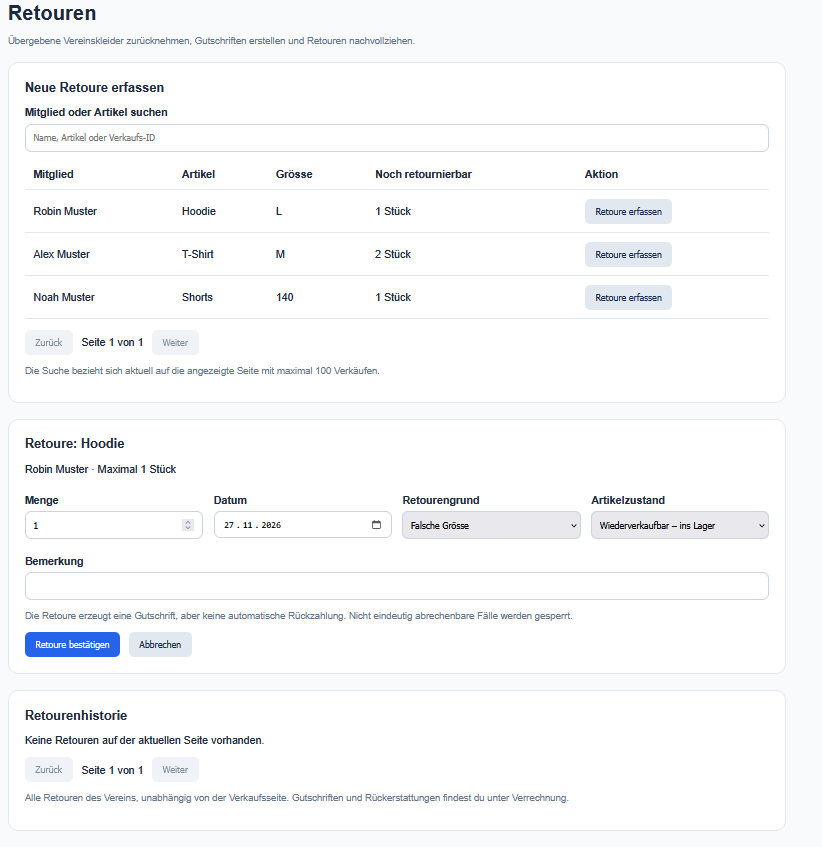 Retouren
Übergebene Vereinskleider zurücknehmen, Gutschriften erstellen und Retouren nachvollziehen.
Neue Retoure erfassen
Mitglied oder Artikel suchen
Name, Artikel oder Verkaufs-ID
Mitglied Artikel Grösse Noch retournierbar Aktion
Robin Muster Hoodie L 1 Stück Retoure erfassen
Alex Muster T-Shirt M 2 Stück Retoure erfassen
Noah Muster Shorts 140 1 Stück Retoure erfassen
Zurück Seite 1 von 1 Weiter
Die Suche bezieht sich aktuell auf die angezeigte Seite mit maximal 100 Verkäufen.
Retoure: Hoodie
Robin Muster · Maximal 1 Stück
Menge Datum Retourengrund Artikelzustand
1 27.11.2026 Falsche Grösse Wiederverkaufbar – ins Lager
Bemerkung
Die Retoure erzeugt eine Gutschrift, aber keine automatische Rückzahlung. Nicht eindeutig abrechenbare Fälle werden gesperrt.
Retoure bestätigen Abbrechen
Retourenhistorie
Keine Retouren auf der aktuellen Seite vorhanden.
Zurück Seite 1 von 1 Weiter
Alle Retouren des Vereins, unabhängig von der Verkaufsseite. Gutschriften und Rückerstattungen findest du unter Verrechnung.